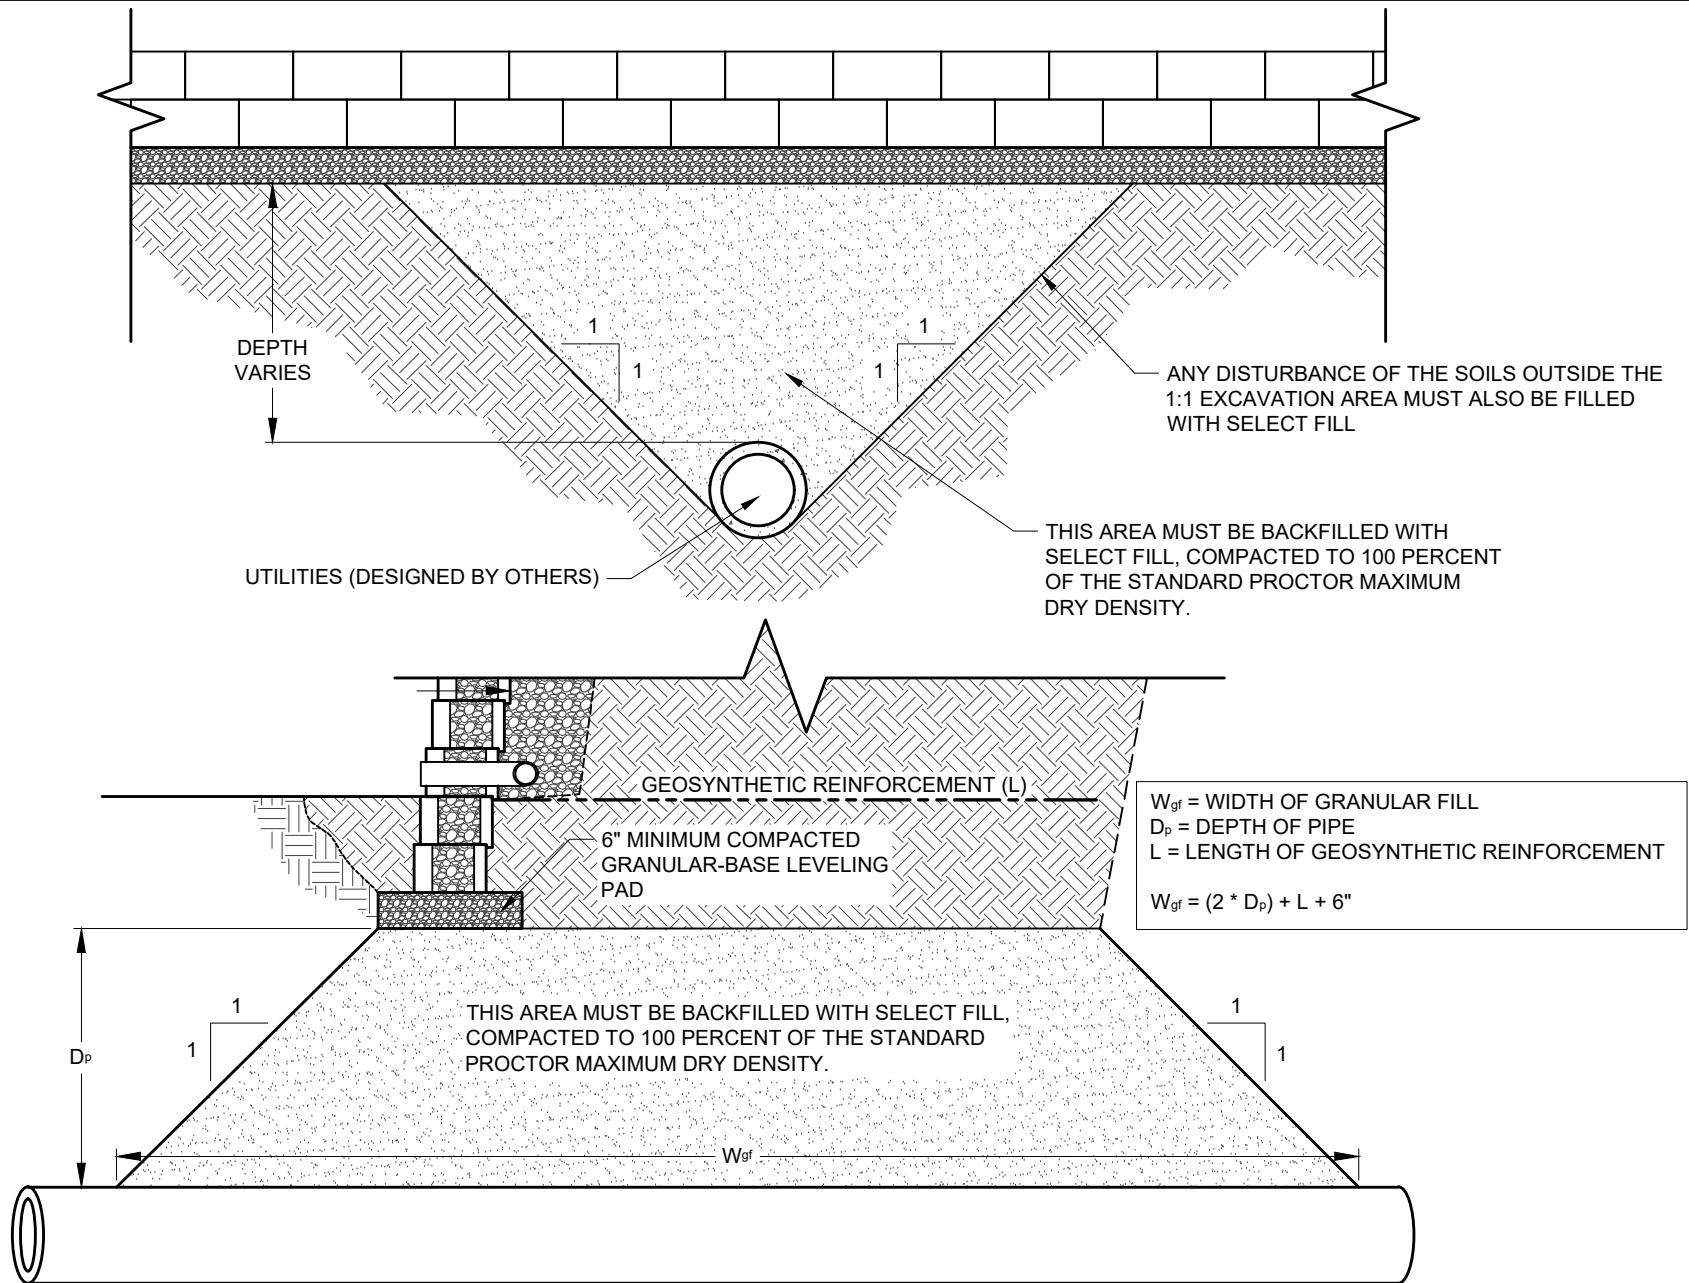 1
1
1
1
DEPTH
VARIES
ANY DISTURBANCE OF THE SOILS OUTSIDE THE
1:1 EXCAVATION AREA MUST ALSO BE FILLED
WITH SELECT FILL
THIS AREA MUST BE BACKFILLED WITH
SELECT FILL, COMPACTED TO 100 PERCENT
OF THE STANDARD PROCTOR MAXIMUM
DRY DENSITY.
UTILITIES (DESIGNED BY OTHERS)
GEOSYNTHETIC REINFORCEMENT (L)
6" MINIMUM COMPACTED
GRANULAR-BASE LEVELING
PAD
Wgf = WIDTH OF GRANULAR FILL
Dp = DEPTH OF PIPE
L = LENGTH OF GEOSYNTHETIC REINFORCEMENT
Wgf = (2 * Dp) + L + 6"
1
1
THIS AREA MUST BE BACKFILLED WITH SELECT FILL,
COMPACTED TO 100 PERCENT OF THE STANDARD
PROCTOR MAXIMUM DRY DENSITY.
1
1
Dp
Wgf